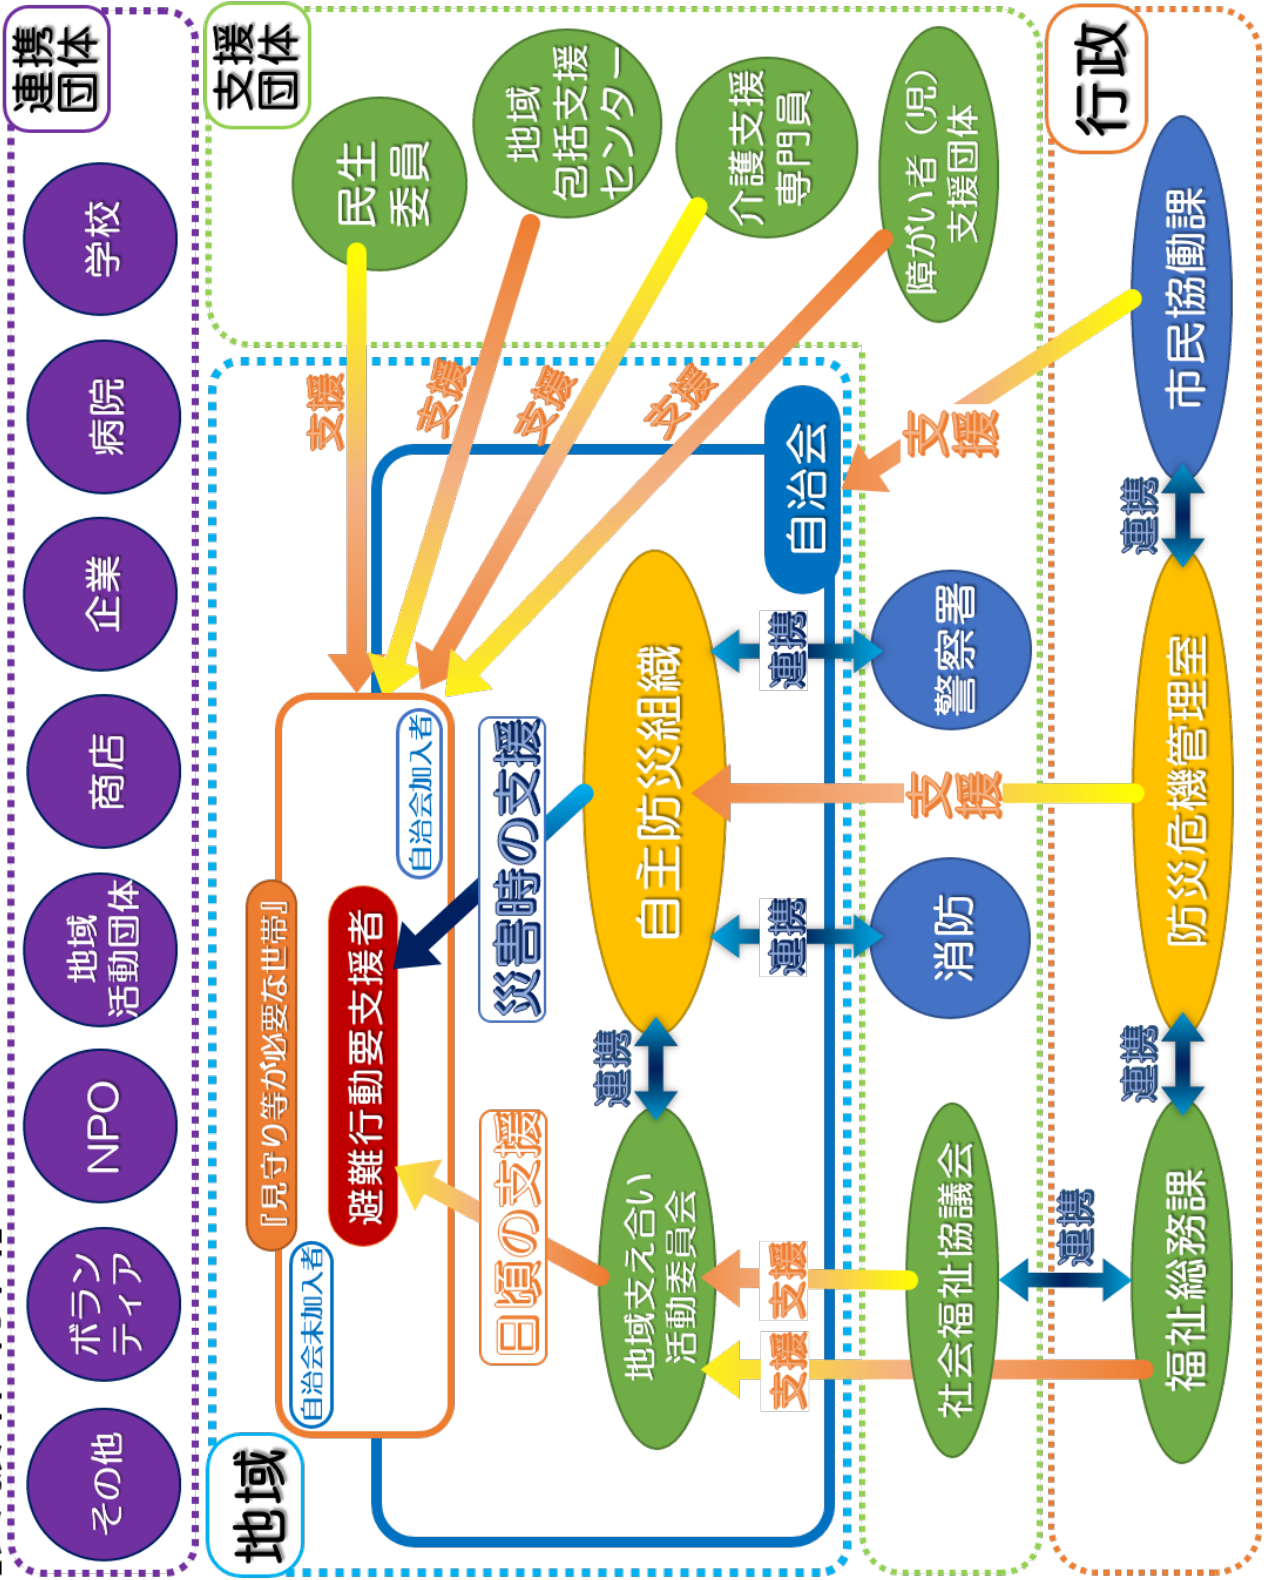 連携
団体
その他
ボラン
ティア
NPO
地域
活動団体
商店
企業
病院
学校
支援
団体
民生
委員
地域
包括支援
センター
介護支援
専門員
障がい者（児）
支援団体
地域
『見守り等が必要な世帯』
自治会未加入者
避難行動要支援者
自治会加入者
支援
支援
支援
支援
日頃の支援
災害時の支援
地域支え合い
活動委員会
連携
自主防災組織
自治会
支援
支援
連携
連携
社会福祉協議会
消防
支援
警察署
支援
連携
行政
福祉総務課
連携
防災危機管理室
連携
市民協働課